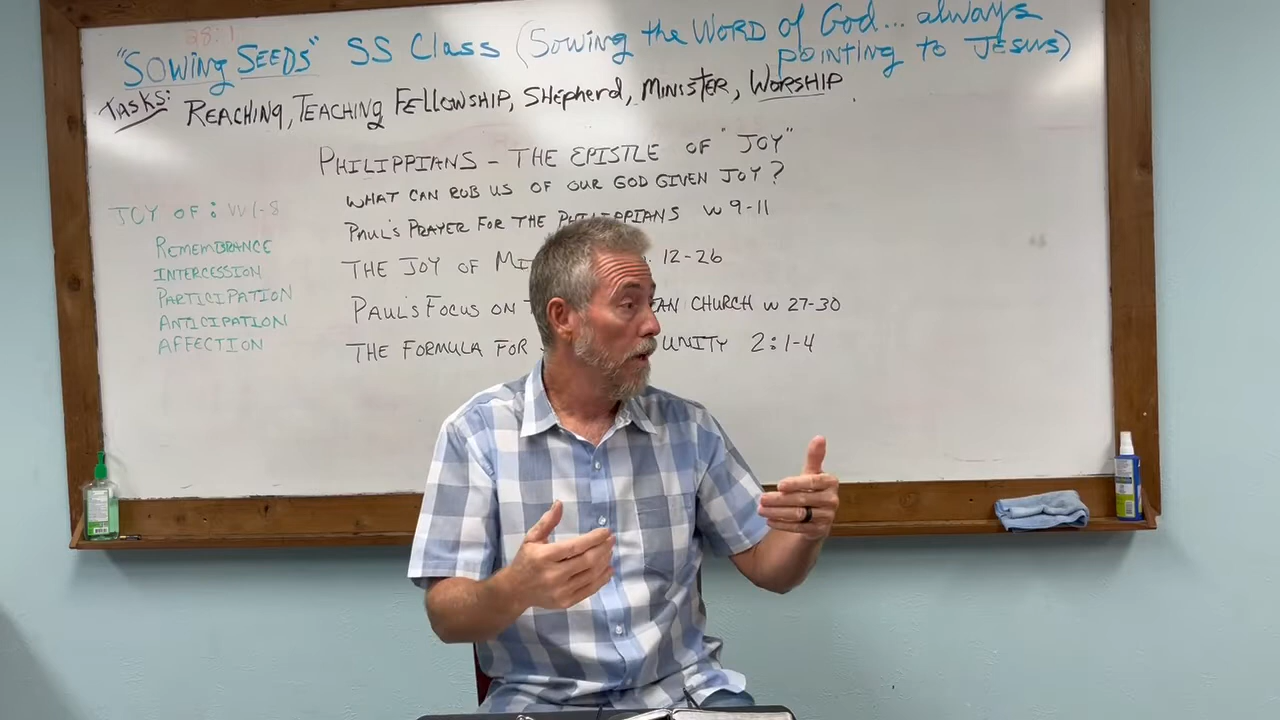 "Sowing SEEDS" SS Class (Sowing the WORD of God... always
pointing to JESUS)
TASKS: REACHING, TEACHING FELLOWSHIP, Shepherd, MINISTER, WORSHIP
PHILIPPIANS - THE EPISTLE OF "JOY"
WHAT CAN ROB US OF OUR GOD GIVEN JOY?
PAUL'S PRAYER FOR THE PHILIPPIANS vv 9-11
THE JOY OF 12-26
PAUL'S FOCUS ON CHURCH vv 27-30
THE FORMULA FOR UNITY 2:1-4
JOY OF: vv 1-8
REMEMBRANCE
INTERCESSION
PARTICIPATION
ANTICIPATION
AFFECTION